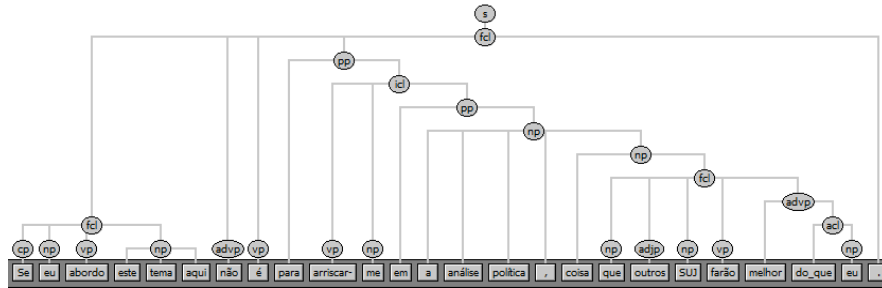 s
fcl
pp
icl
pp
np
np
fcl
advp
fcl acl
cp np vp np advp vp vp np np adjp np vp np
Se eu abordo este tema aqui não é para arriscar- me em a análise política , coisa que outros SUJ farão melhor do_que eu .